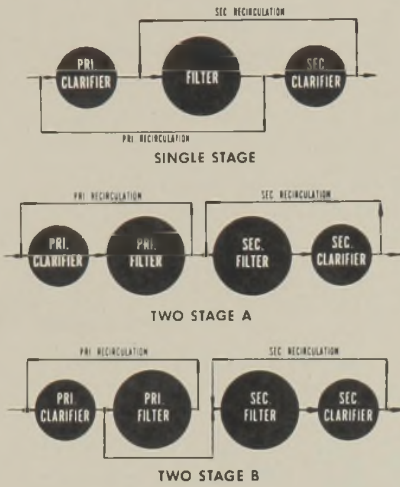 SEC RECIRCULATION
PRI.
CLARIFIER
FILTER
SEC.
CLARIFIER
PRI RECIRCULATION
SINGLE STAGE
PRI RECIRCULATION
SEC. RECIRCULATION
PRI.
CLARIFIER
PRI.
FILTER
SEC.
FILTER
SEC.
CLARIFIER
TWO STAGE A
PRI RECIRCULATION
SEC RECIRCULATION
PRI.
CLARIFIER
PRI.
FILTER
SEC.
FILTER
SEC.
CLARIFIER
TWO STAGE B